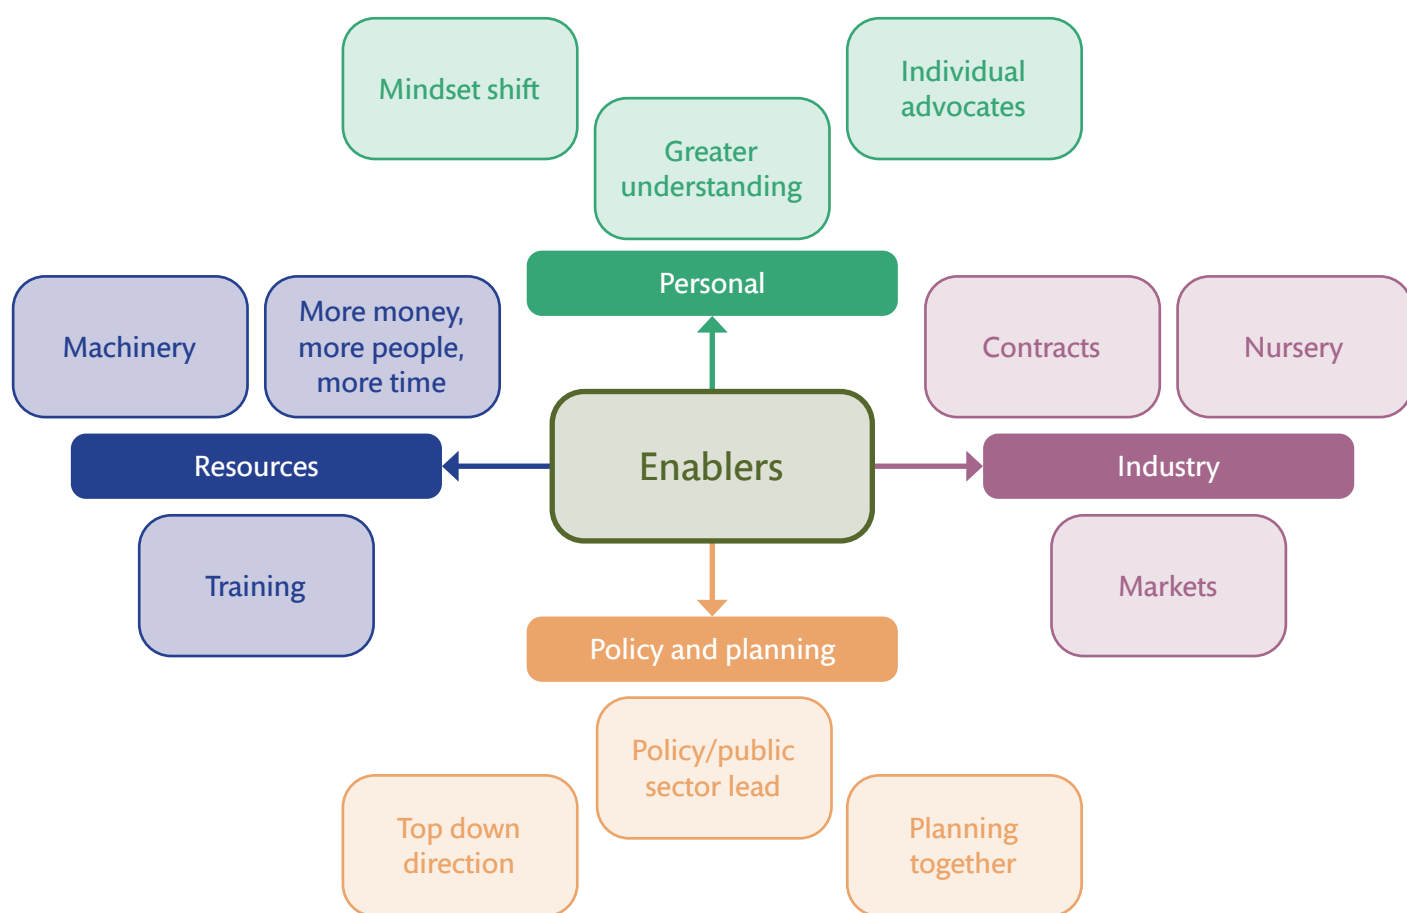 Mindset shift
Individual
advocates
Greater
understanding
Personal
Machinery
More money,
more people,
more time
Contracts
Nursery
Resources
Enablers
Industry
Training
Markets
Policy and planning
Policy/public
sector lead
Top down
direction
Planning
together